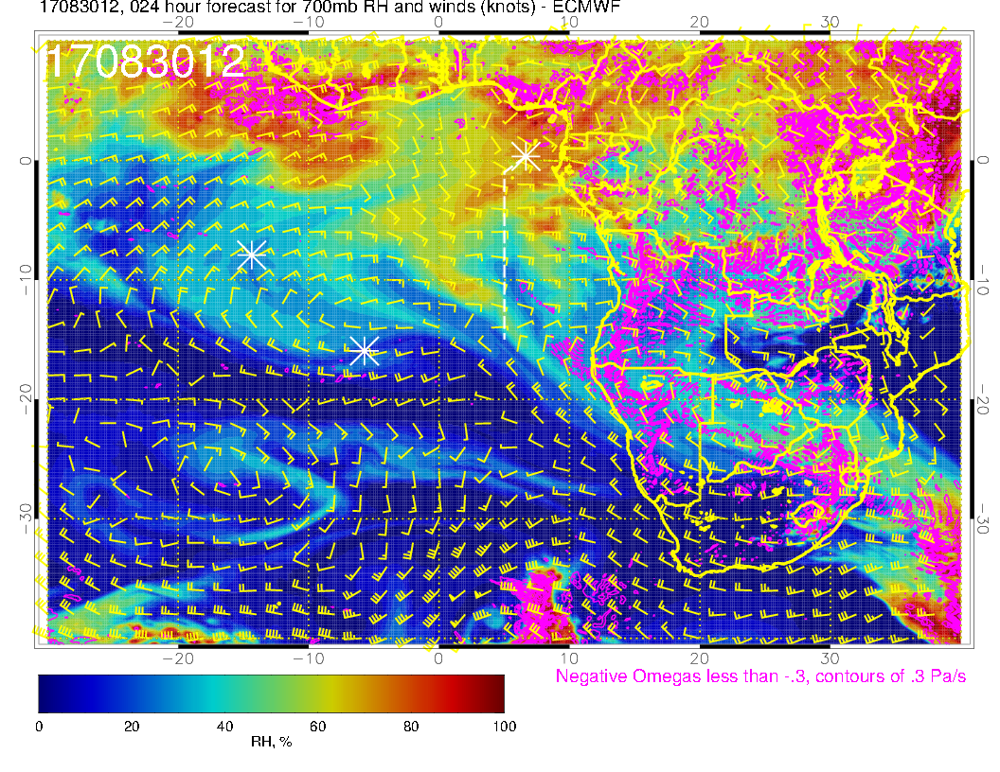 17083012, 024 hour forecast for 700mb RH and winds (knots) - ECMWF
-20 -10 0 10 20 30
17083012
0 0
-10 -10
-20 -20
-30 -30
-20 -10 0 10 20 30
Negative Omegas less than -.3, contours of .3 Pa/s
0 20 40 60 80 100
RH, %